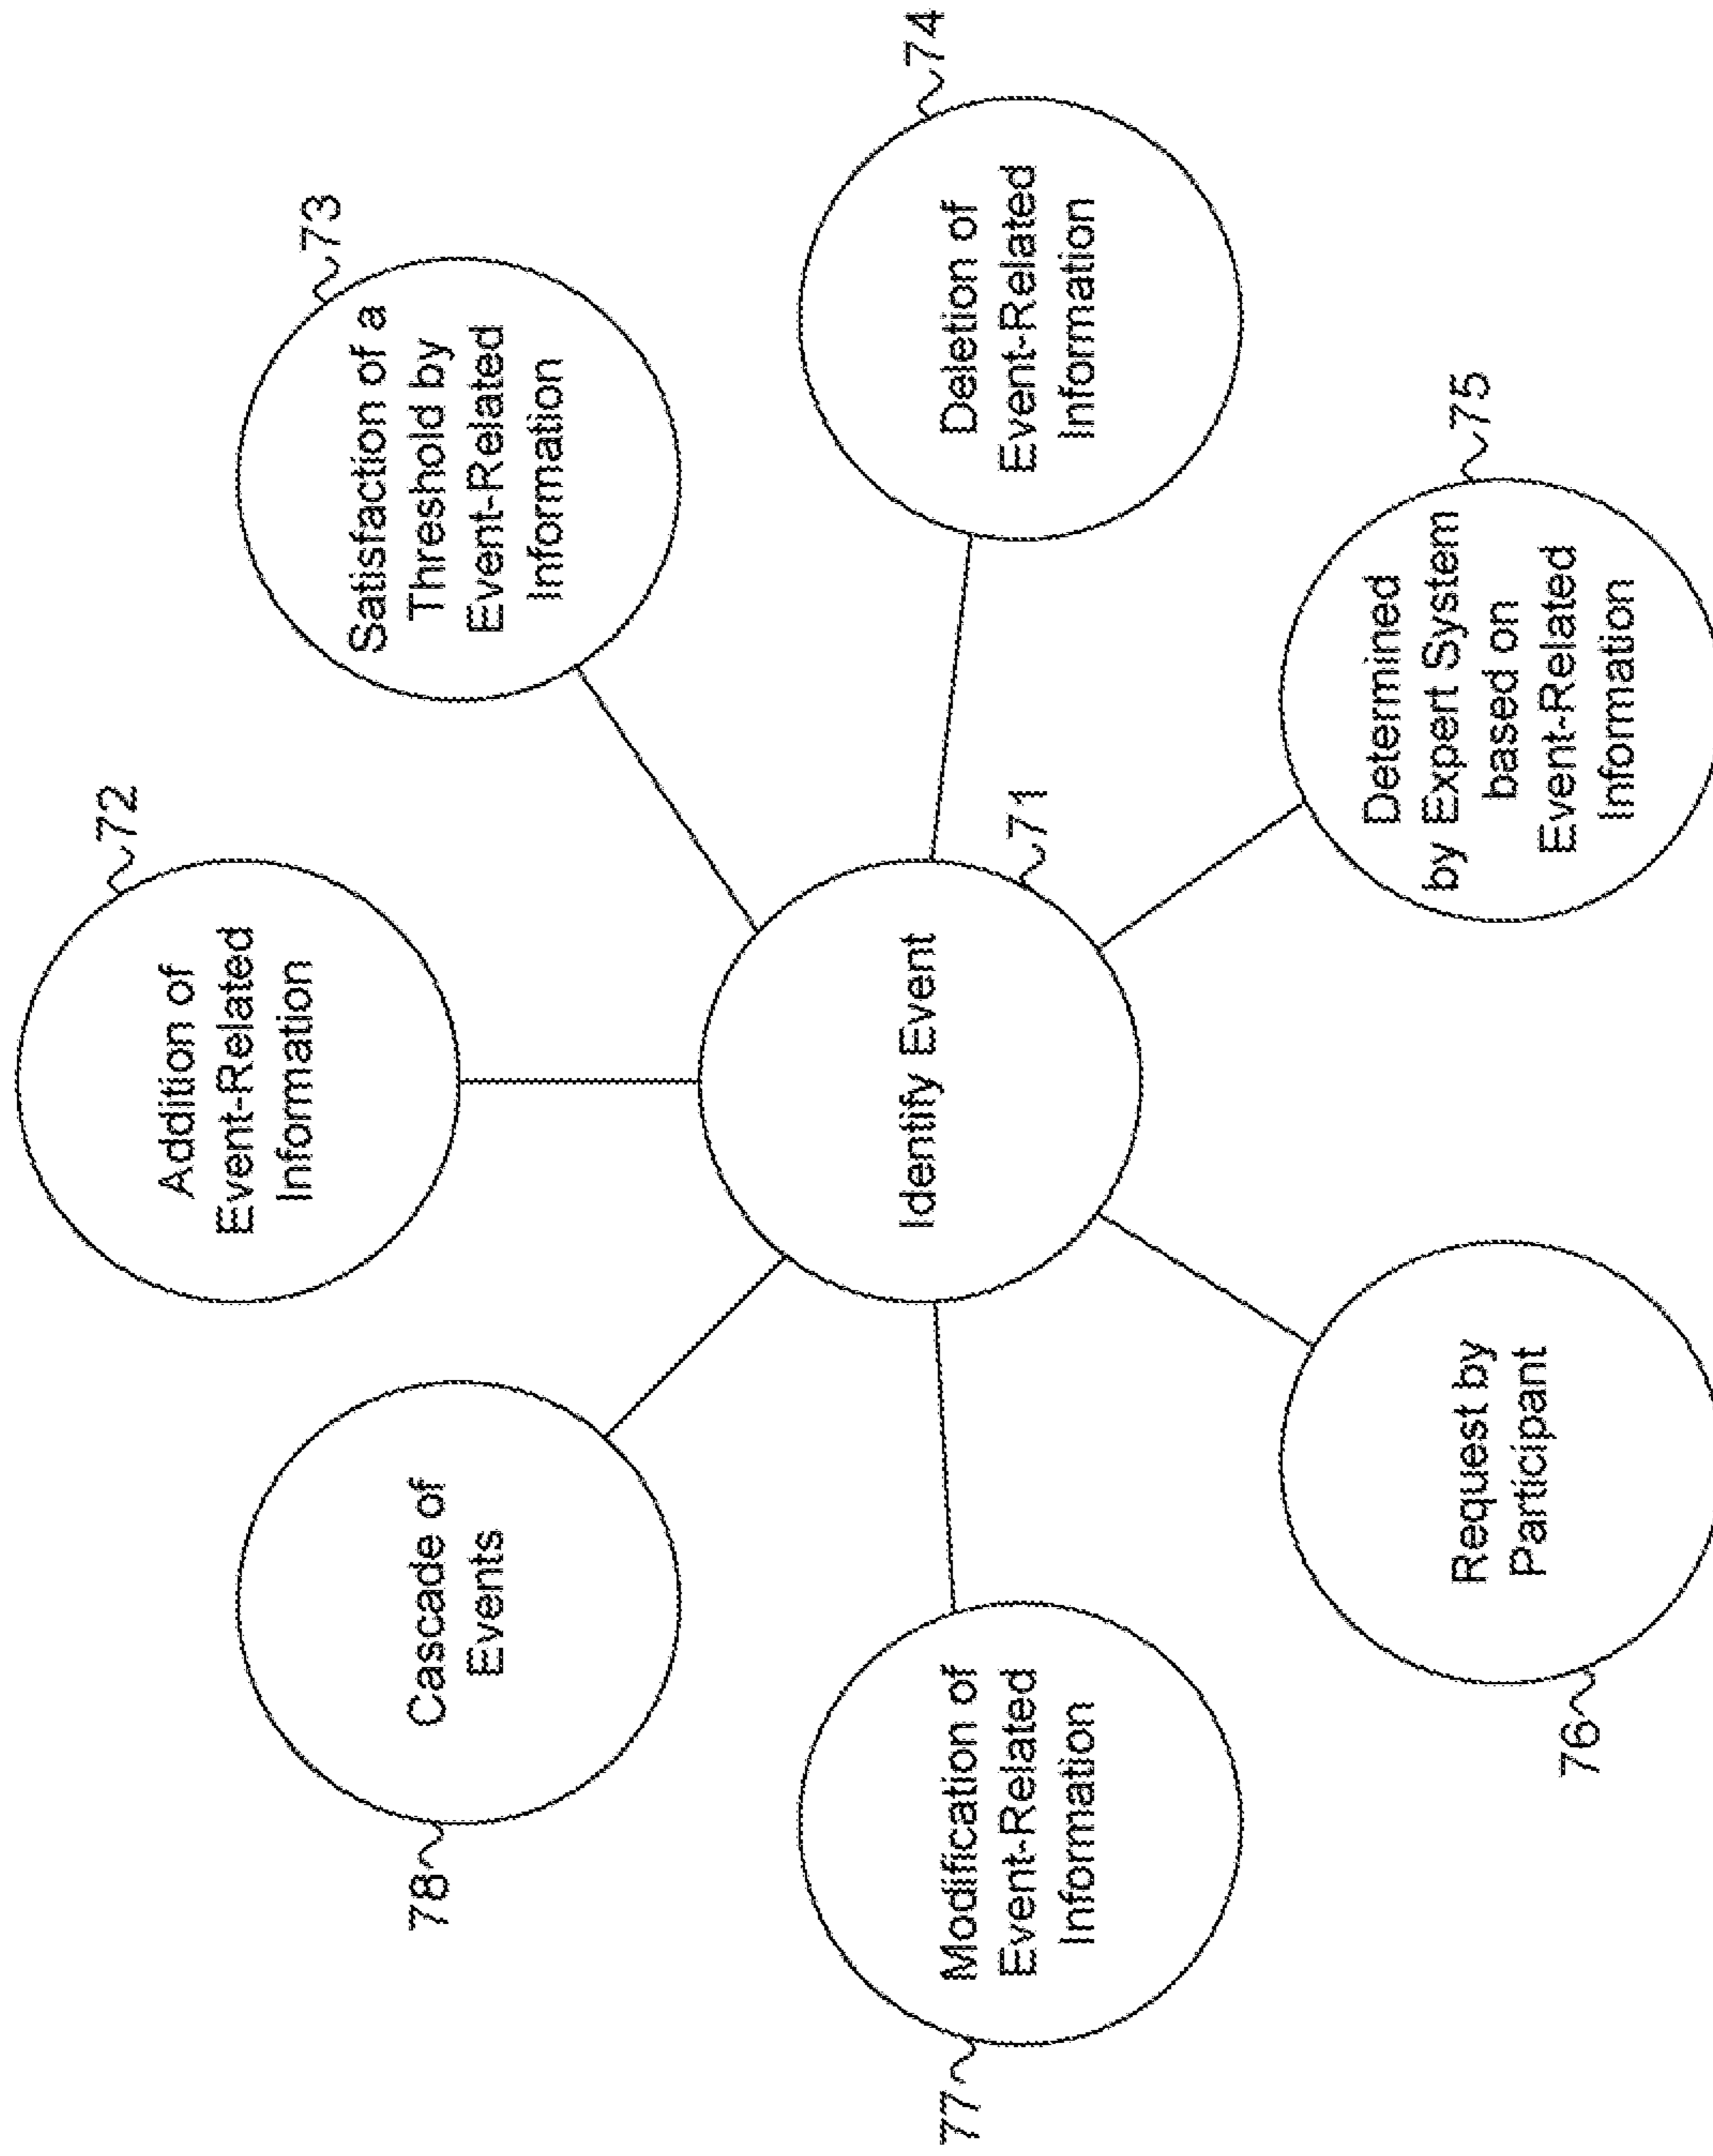 72
Addition of
Event-Related
Information
73
Satisfaction of a
Threshold by
Event-Related
Information
74
Deletion of
Event-Related
Information
75
Determined
by Expert System
based on
Event-Related
Information
76
Request by
Participant
77
Modification of
Event-Related
Information
78
Cascade of
Events
71
Identify Event